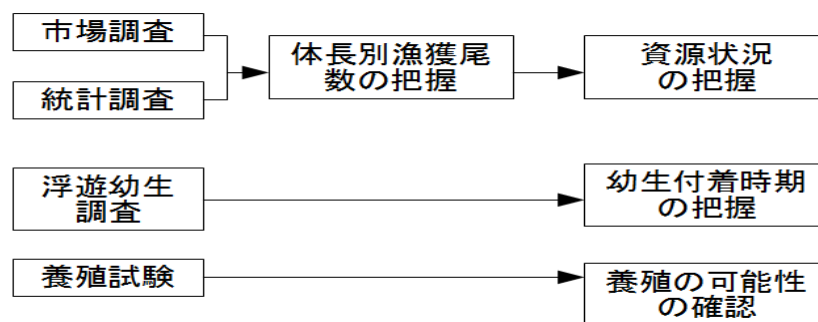 市場調査
統計調査
体長別漁獲尾
数の把握
資源状況
の把握
浮遊幼生
調査
幼生付着時期
の把握
養殖試験
養殖の可能性
の確認